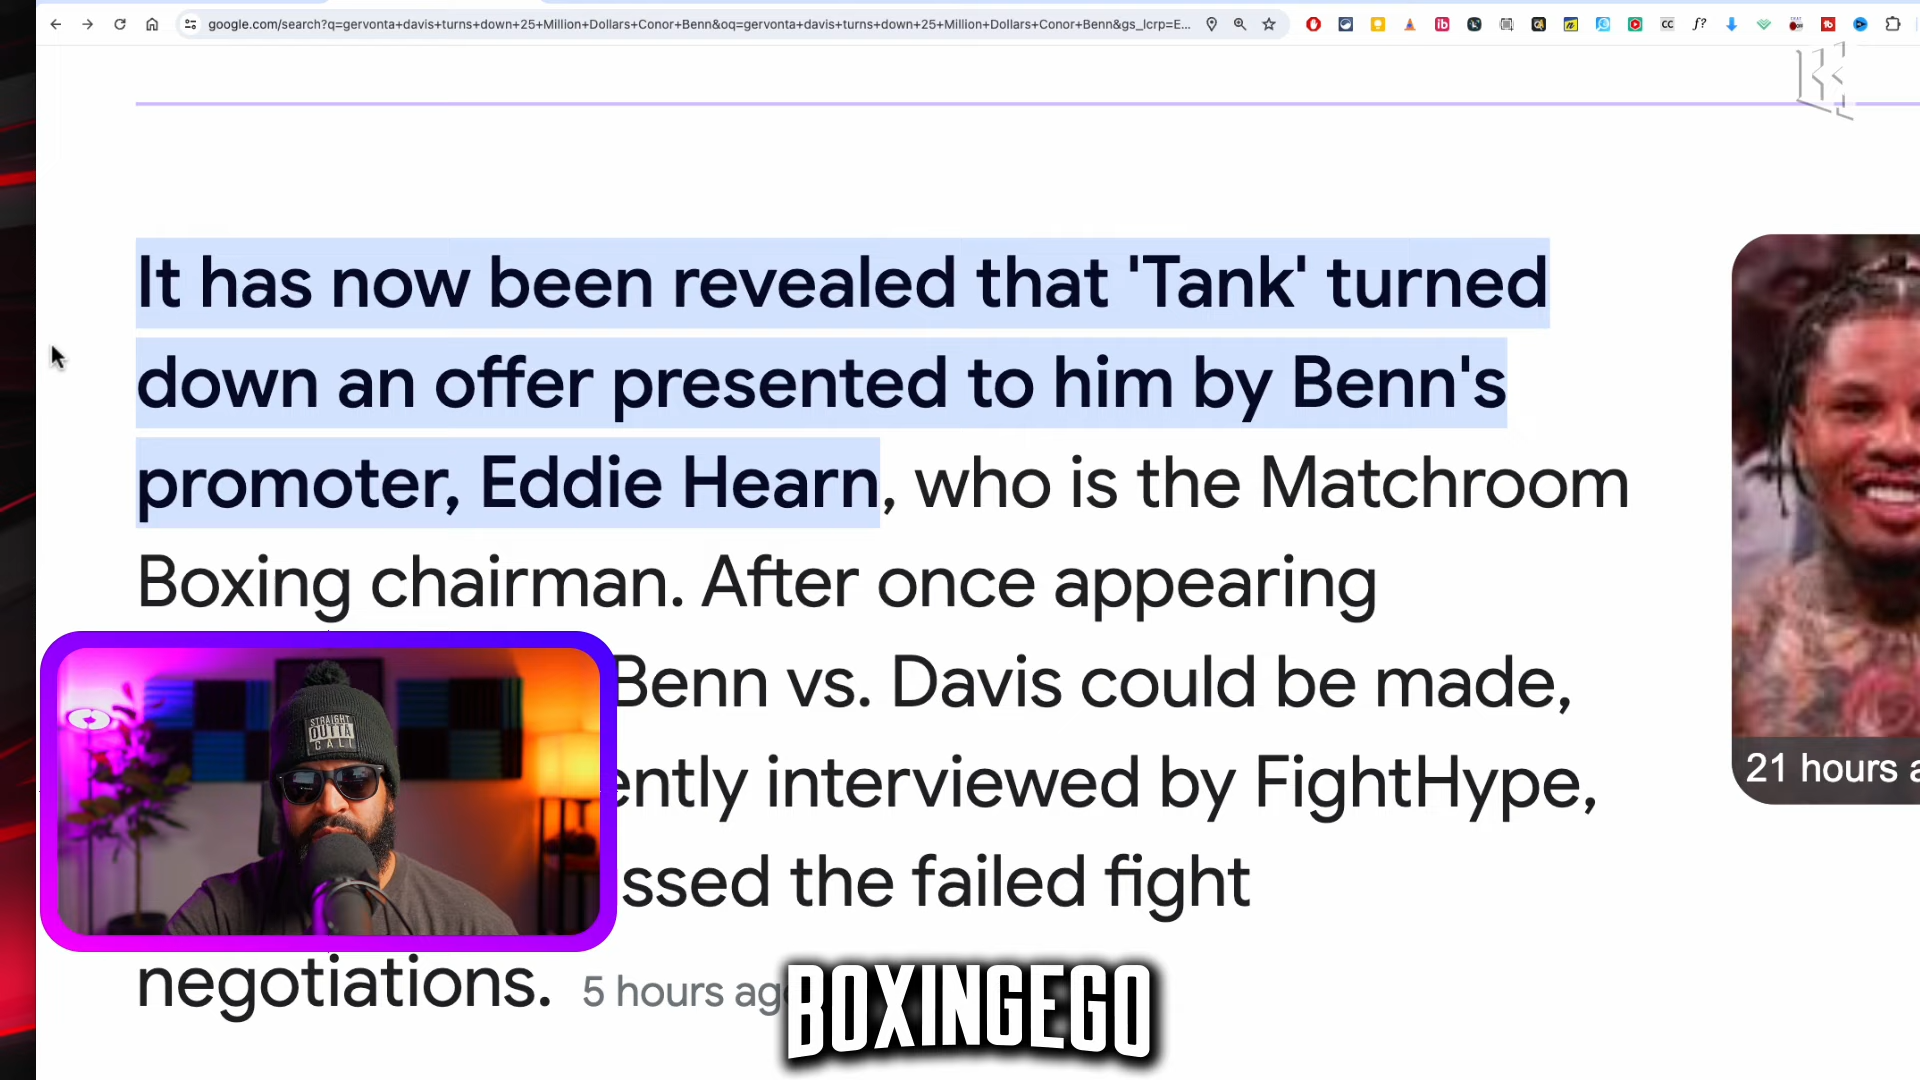 google.com/search?q=gervonta+davis+turns+down+25+Million+Dollars+Conor+Benn&oq=gervonta+davis+turns+down+25+Million+Dollars+Conor+Benn&gs_lcrp=E...
It has now been revealed that 'Tank' turned
down an offer presented to him by Benn's
promoter, Eddie Hearn, who is the Matchroom
Boxing chairman. After once appearing
Benn vs. Davis could be made,
ently interviewed by FightHype,
ssed the failed fight
negotiations. 5 hours ago
21 hours a
STRAIGHT
OUTTA
CALI
BOXINGEGO